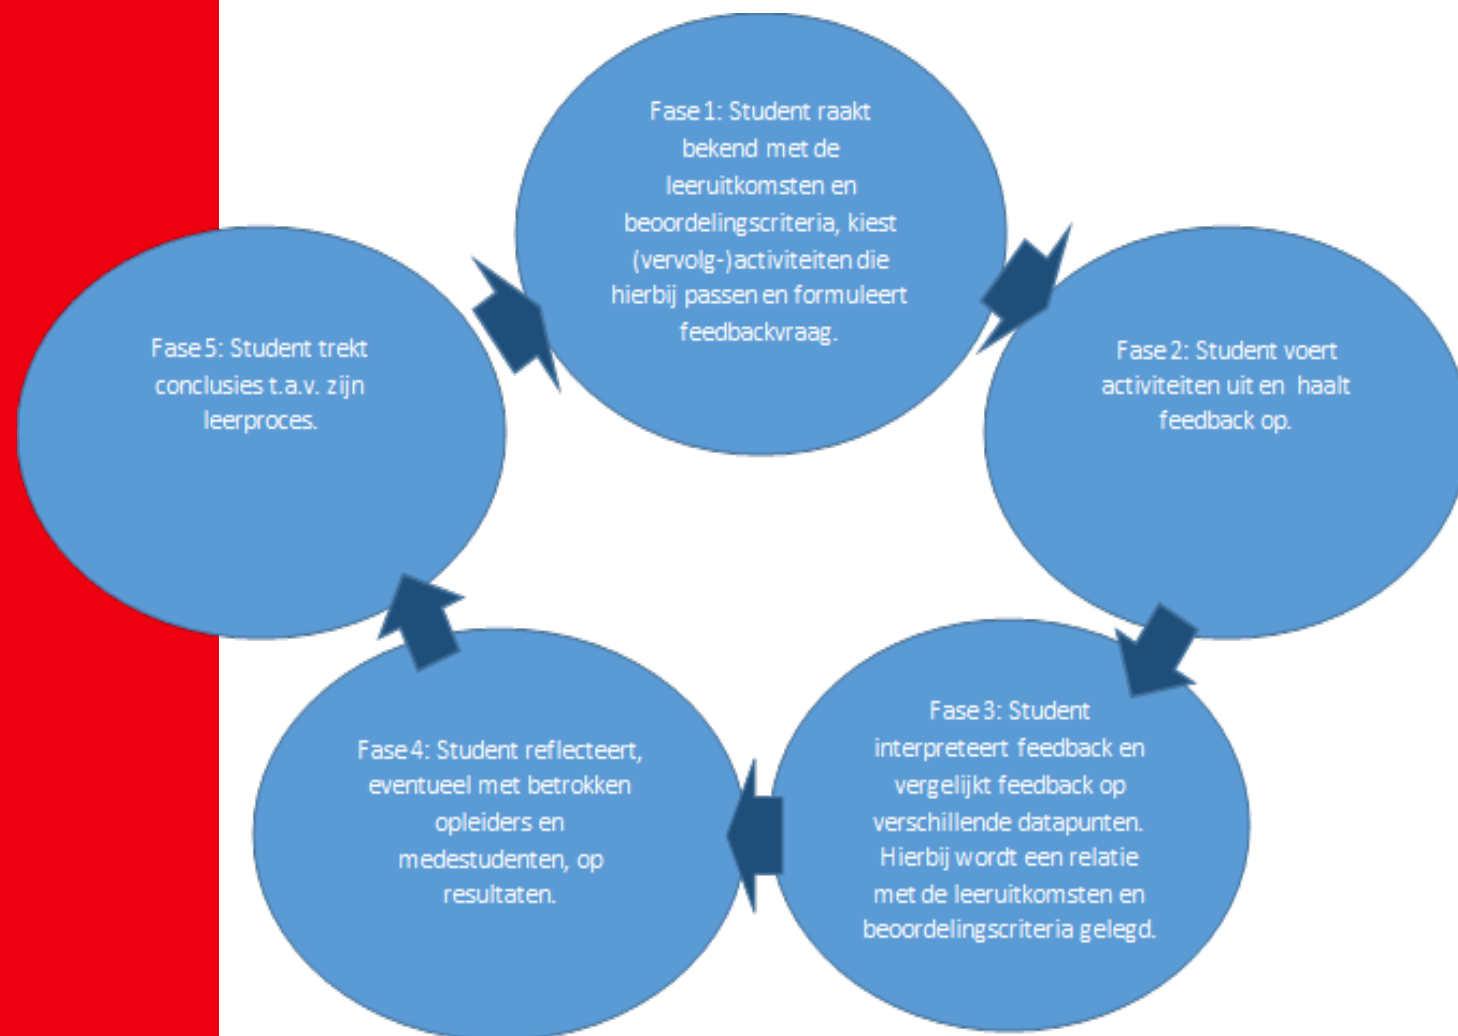 Fase 1: Student raakt
bekend met de
leeruitkomsten en
beoordelingscriteria, kiest
(vervolg-)activiteiten die
hierbij passen en formuleert
feedbackvraag.
Fase 2: Student voert
activiteiten uit en haalt
feedback op.
Fase 3: Student
interpreteert feedback en
vergelijkt feedback op
verschillende datapunten.
Hierbij wordt een relatie
met de leeruitkomsten en
beoordelingscriteria gelegd.
Fase 4: Student reflecteert,
eventueel met betrokken
opleiders en
medestudenten, op
resultaten.
Fase 5: Student trekt
conclusies t.a.v. zijn
leerproces.